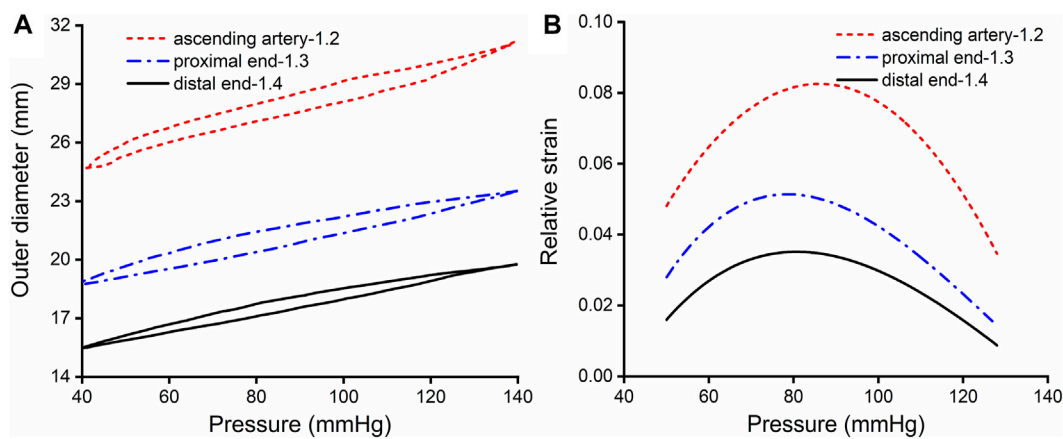 A
Outer diameter (mm)
32
29
26
23
20
17
14
ascending artery-1.2
proximal end-1.3
distal end-1.4
40
60
80
100
120
140
Pressure (mmHg)
B
Relative strain
0.10
0.08
0.06
0.04
0.02
0.00
ascending artery-1.2
proximal end-1.3
distal end-1.4
40
60
80
100
120
140
Pressure (mmHg)